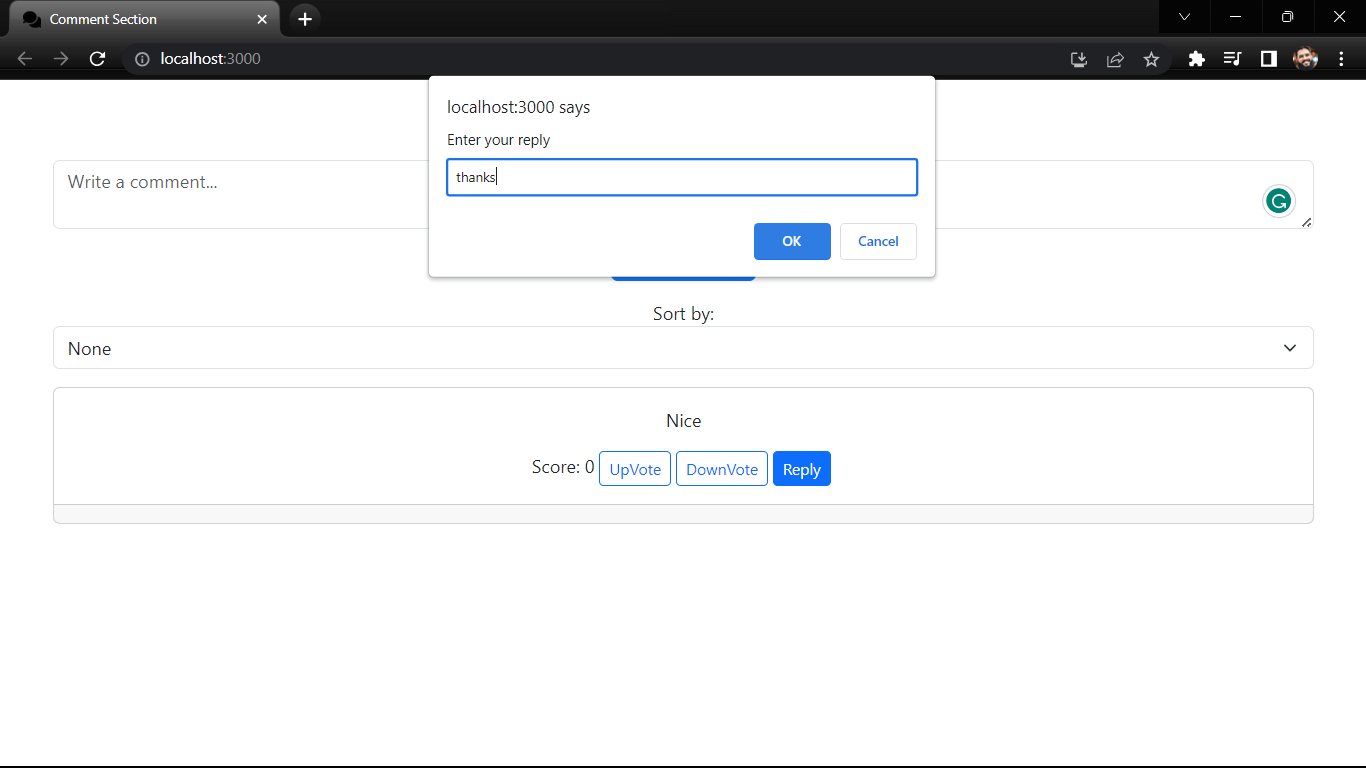 Comment Section
localhost:3000
localhost:3000 says
Enter your reply
thanks
OK Cancel
Write a comment...
Sort by:
None
Nice
Score: 0 UpVote DownVote Reply